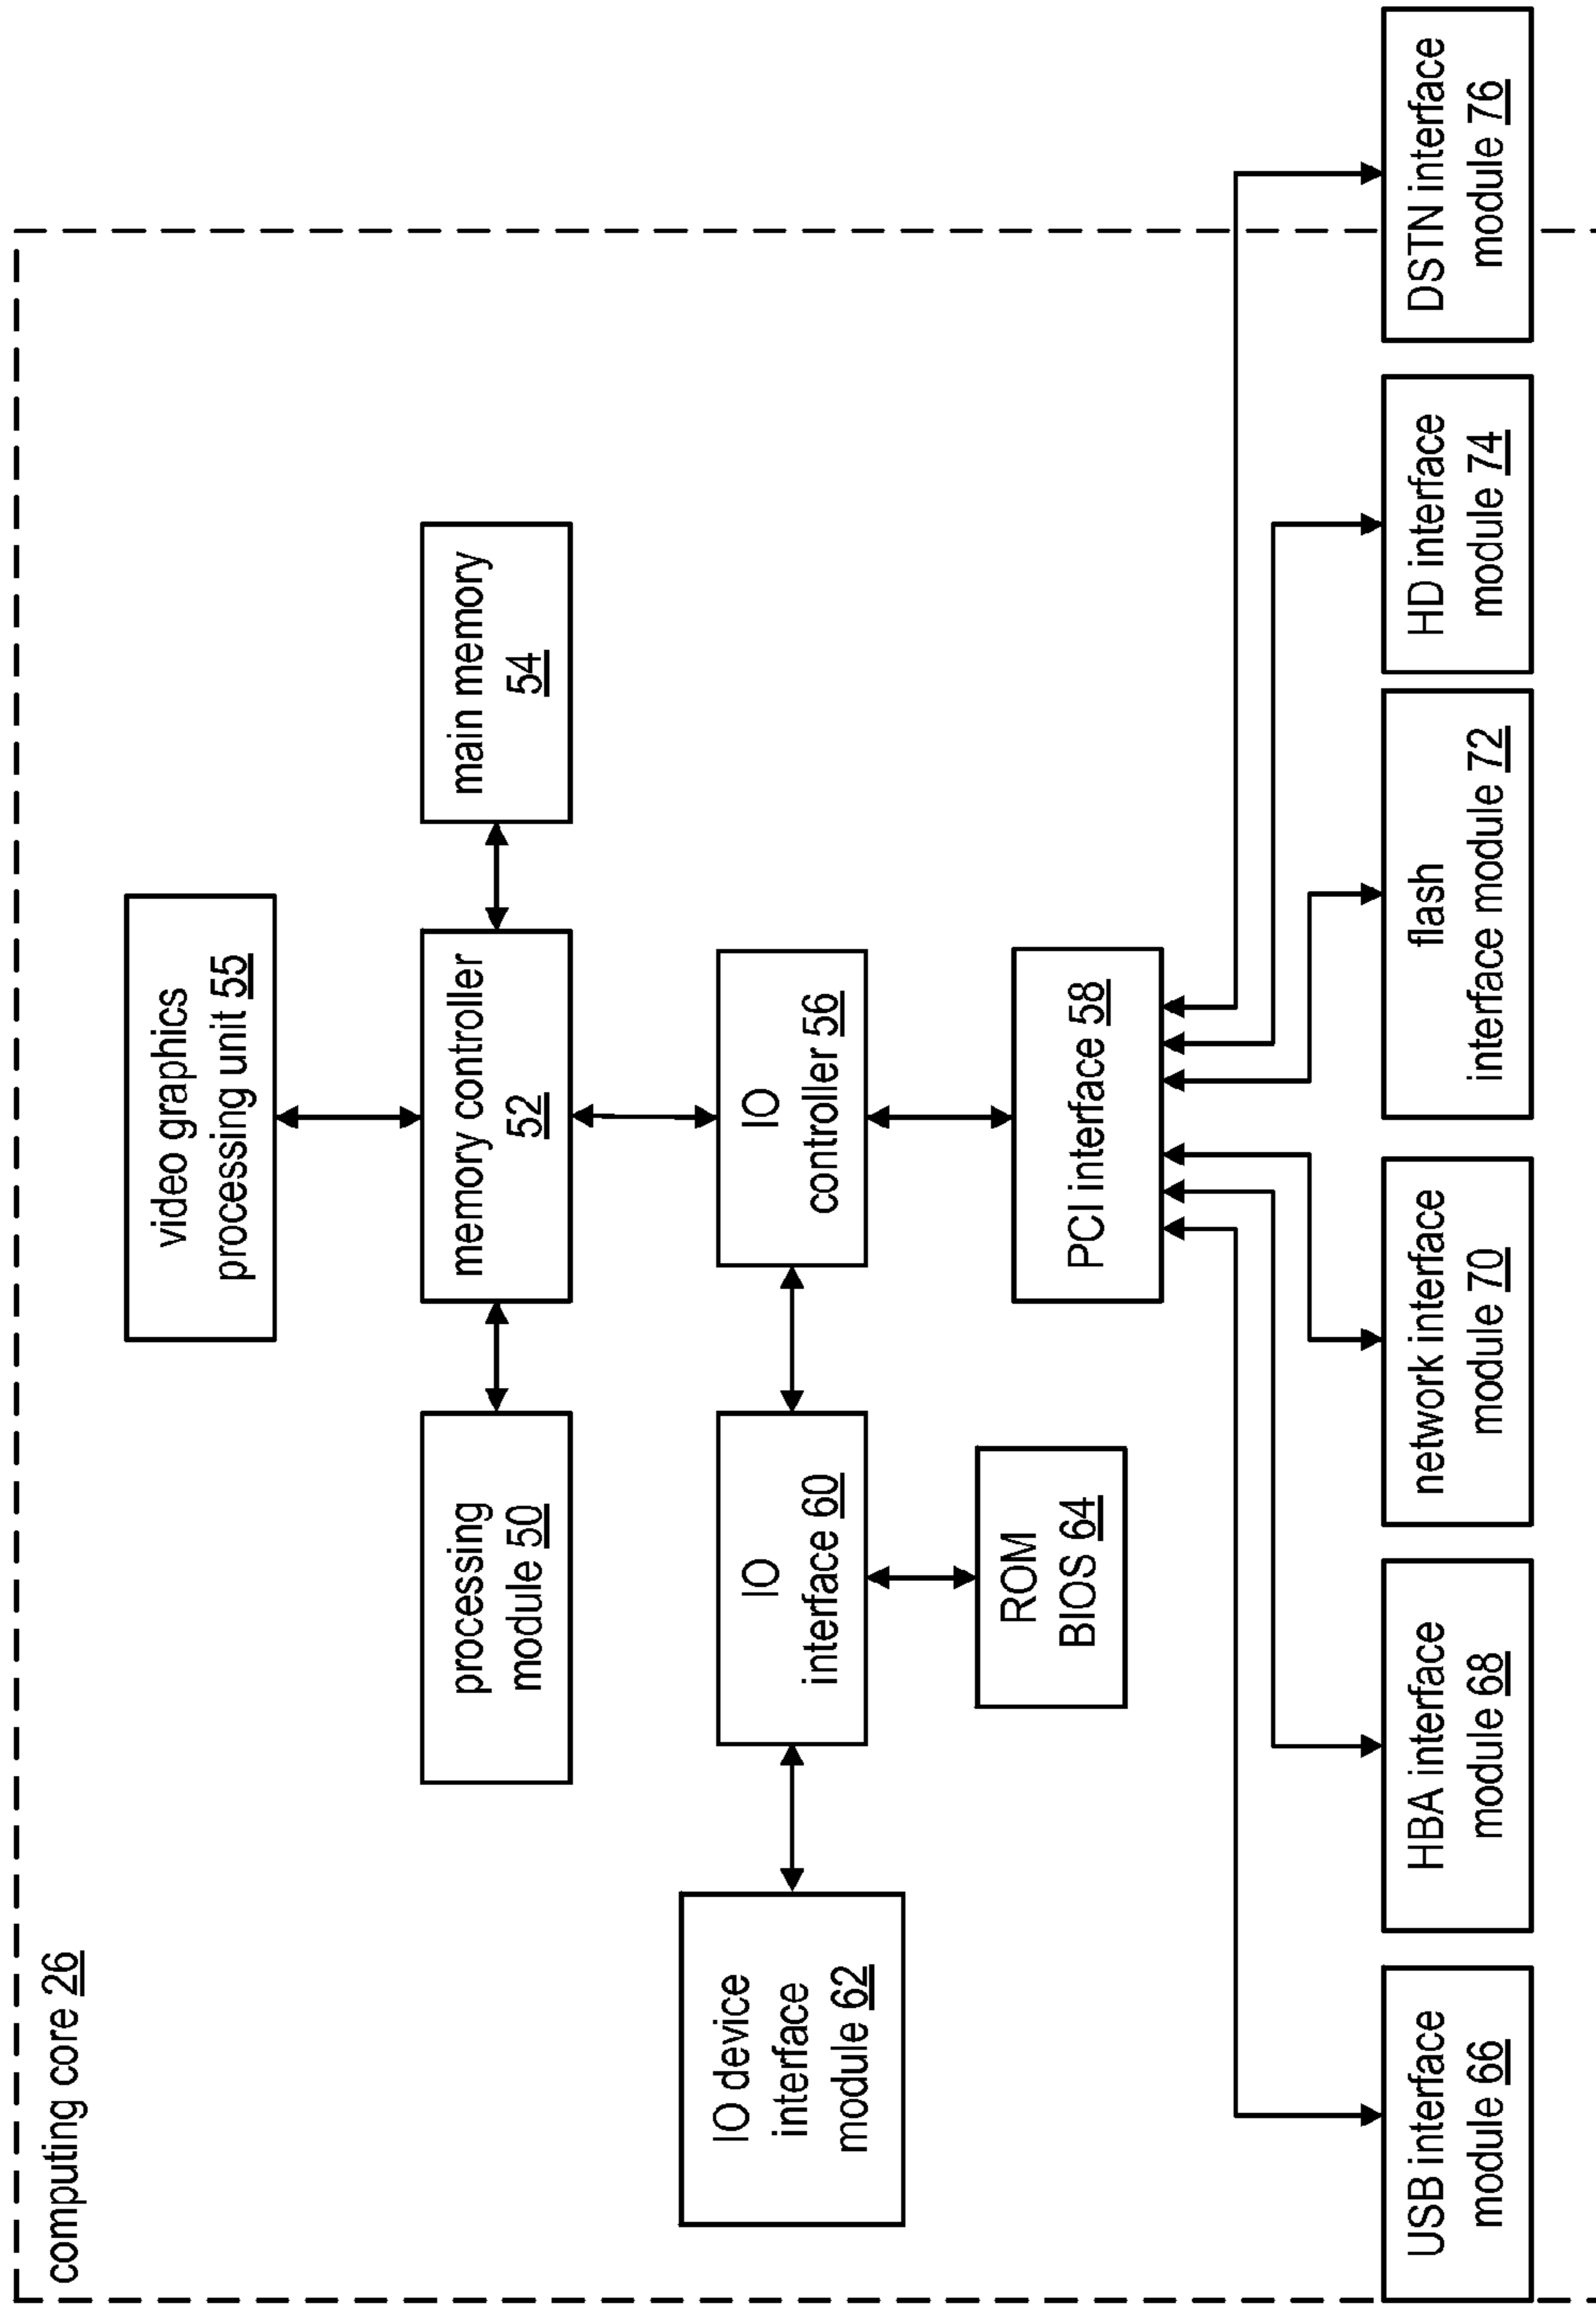 computing core 26
video graphics
processing unit 55
processing
module 50
memory controller
52
main memory
54
IO device
interface
module 62
IO
interface 60
IO
controller 56
ROM
BIOS 64
PCI interface 58
USB interface
module 66
HBA interface
module 68
network interface
module 70
flash
interface module 72
HD interface
module 74
DSTN interface
module 76